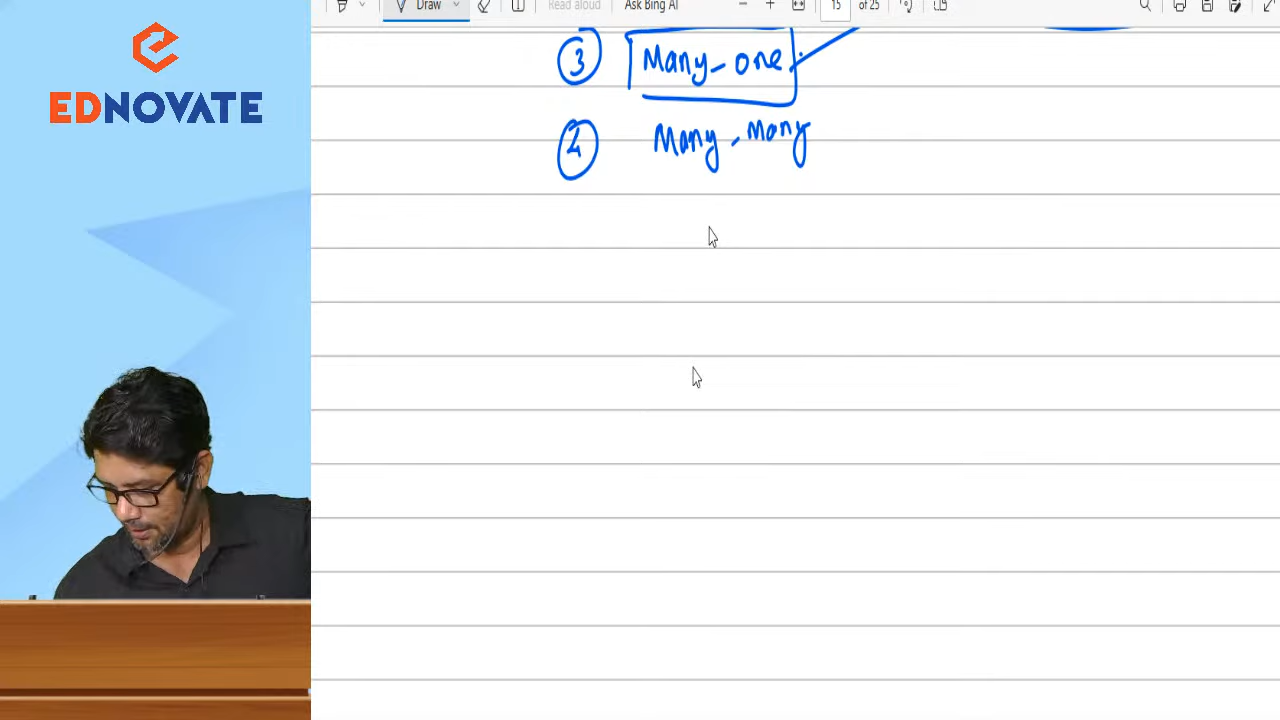 Draw
Read aloud
Ask Bing AI
15 of 25
EDNOVATE
3 Many - one
4 Many - Many